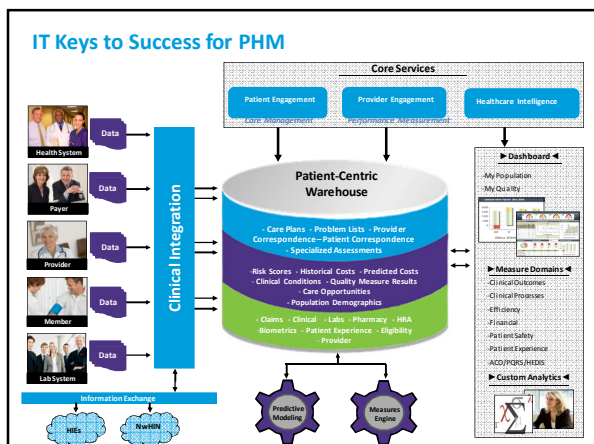 IT Keys to Success for PHM
Core Services
Patient Engagement
Provider Engagement
Healthcare Intelligence
Care Management
Performance Measurement
Data
Health System
Data
Payer
Data
Provider
Data
Member
Data
Lab System
Clinical Integration
Information Exchange
HIEs
NwHIN
Patient-Centric
Warehouse
- Care Plans - Problem Lists - Provider
Correspondence – Patient Correspondence
- Specialized Assessments
-Risk Scores - Historical Costs - Predicted Costs
- Clinical Conditions - Quality Measure Results
- Care Opportunities
- Population Demographics
- Claims - Clinical - Labs - Pharmacy - HRA
-Biometrics - Patient Experience - Eligibility
- Provider
Predictive
Modeling
Measures
Engine
►Dashboard◄
-My Population
-My Quality
►Measure Domains◄
-Clinical Outcomes
-Clinical Processes
-Efficiency
-Financial
-Patient Safety
-Patient Experience
-ACO/PQRS/HEDIS
►Custom Analytics◄